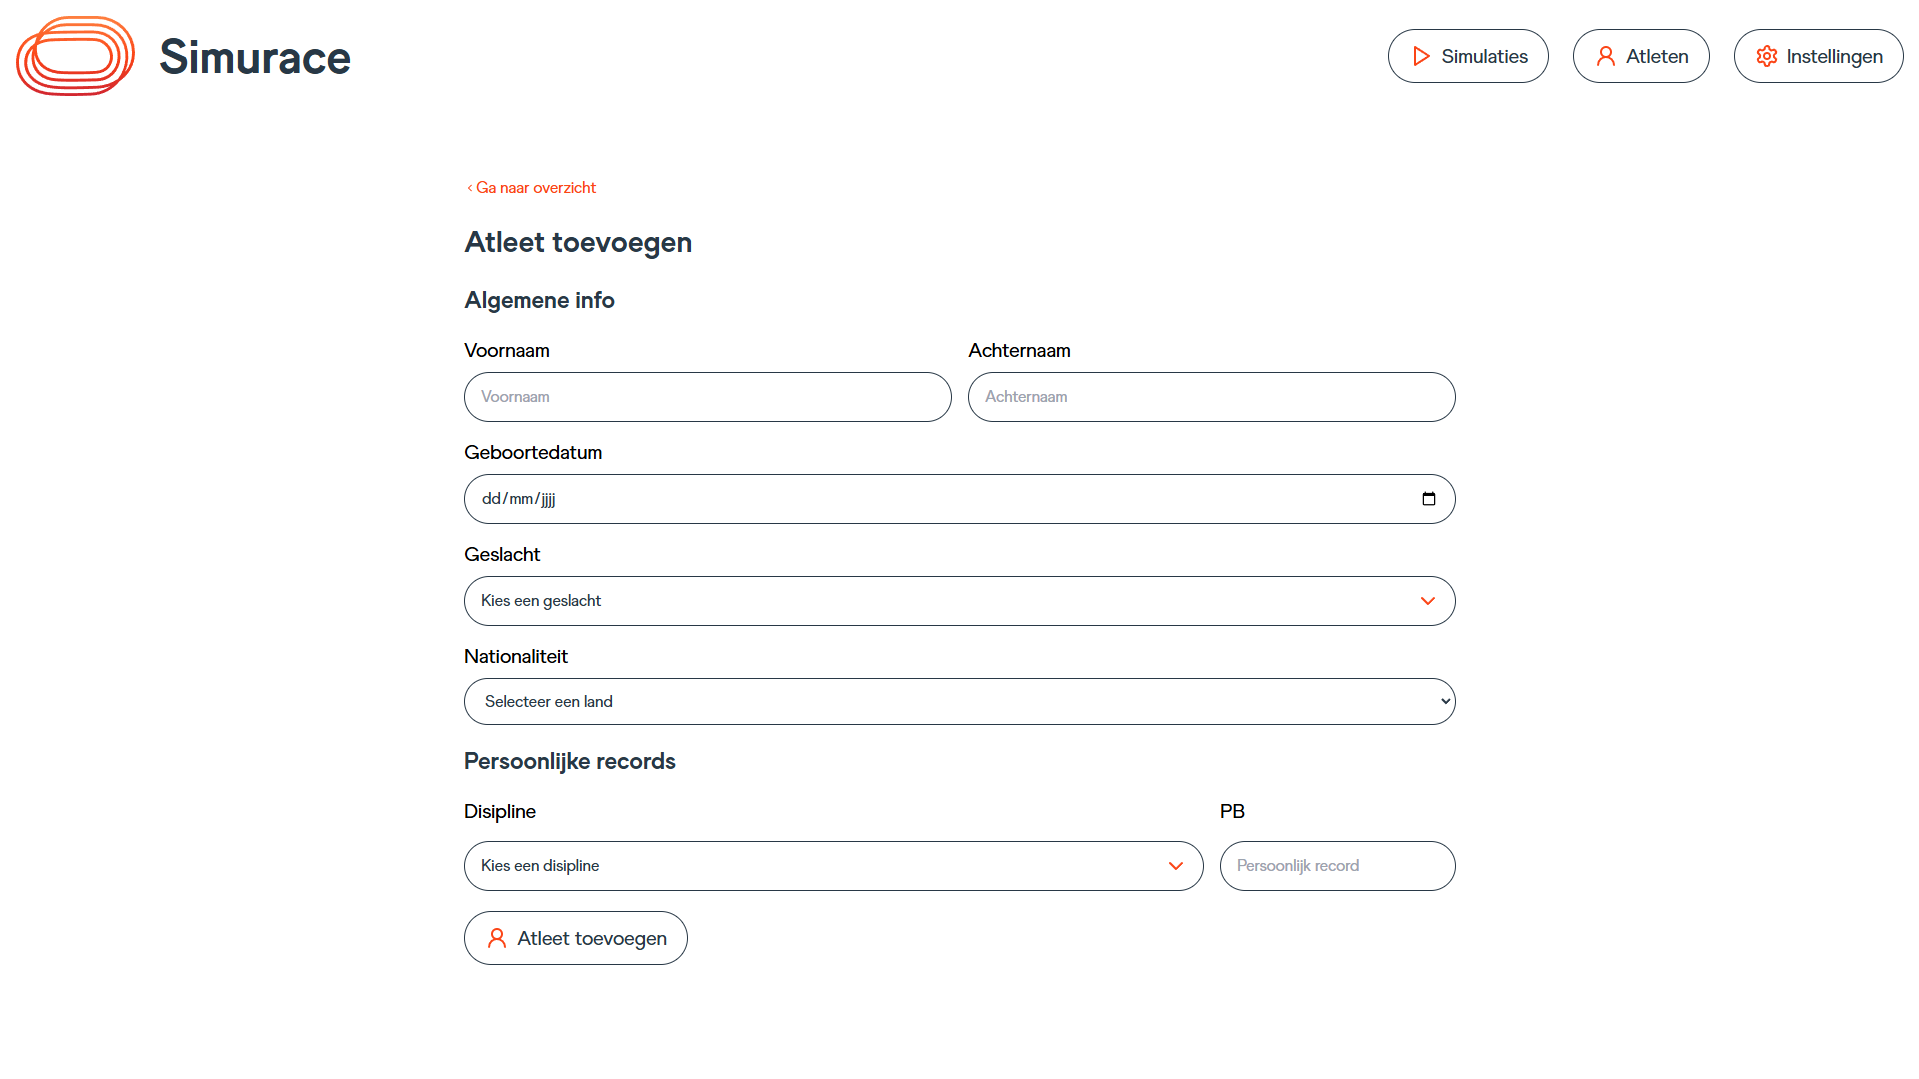 Simurace
Simulaties
Atleten
Instellingen
‹ Ga naar overzicht
Atleet toevoegen
Algemene info
Voornaam
Achternaam
Voornaam
Achternaam
Geboortedatum
dd/mm/jjjj
Geslacht
Kies een geslacht
Nationaliteit
Selecteer een land
Persoonlijke records
Disipline
PB
Kies een disipline
Persoonlijk record
Atleet toevoegen